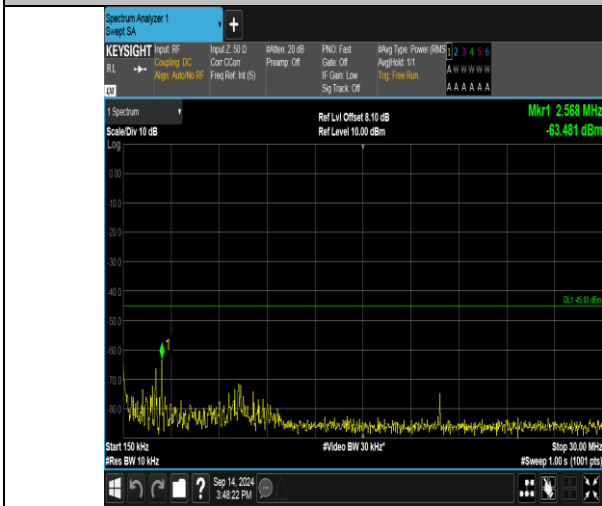 Spectrum Analyzer 1
Swept SA
+
KEYSIGHT Input: RF Input Z: 50 Ω #Atten: 20 dB PNO: Fast #Avg Type: Power (RMS 1 2 3 4 5 6
RL Coupling: DC Corr CCorr Preamp: Off Gate: Off Avg|Hold: 1/1 A W W W W W
Align: Auto/No RF Freq Ref: Int (S) IF Gain: Low Trig: Free Run
Sig Track: Off A A A A A A
1 Spectrum
Scale/Div 10 dB
Ref Lvl Offset 8.10 dB
Ref Level 10.00 dBm
Mkr1 2.568 MHz
-63.481 dBm
Log
0.00
-10.0
-20.0
-30.0
-40.0
DL1 -45.00 dBm
-50.0
1
-60.0
-70.0
-80.0
Start 150 kHz #Video BW 30 kHz* Stop 30.00 MHz
#Res BW 10 kHz #Sweep 1.00 s (1001 pts)
? Sep 14, 2024
3:48:22 PM